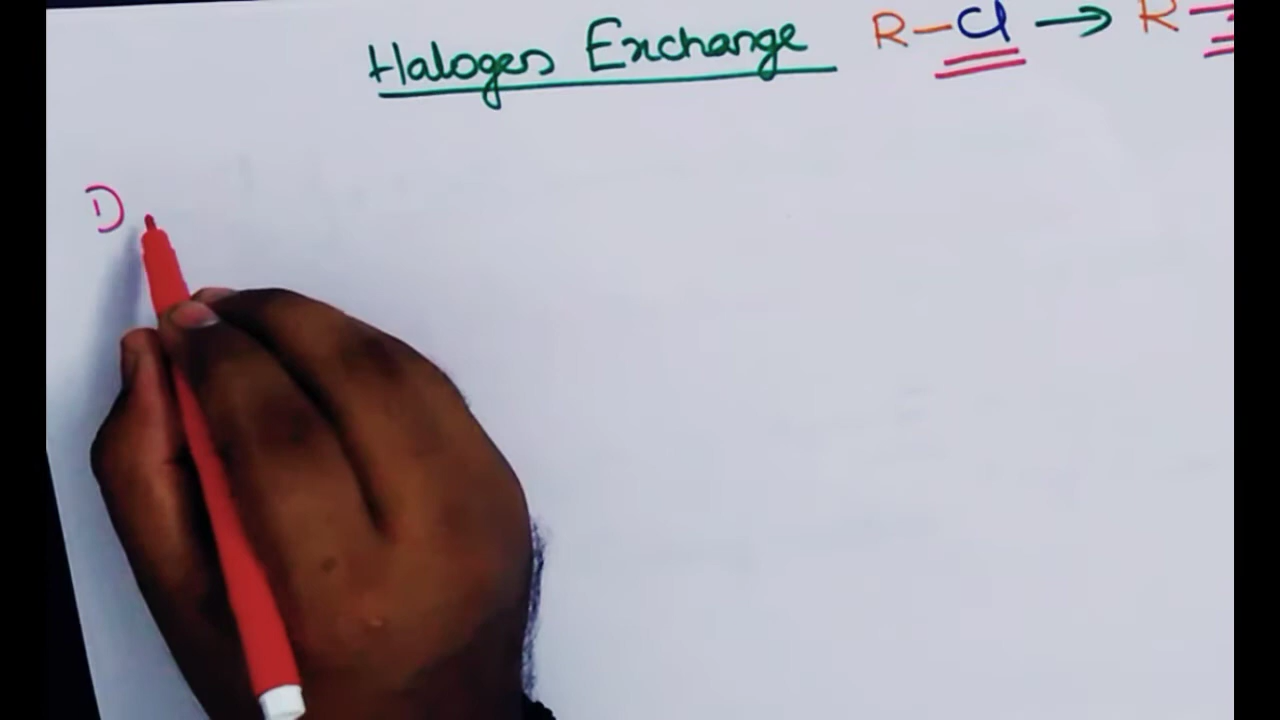 Halogen Exchange R-Cl → R-
1)